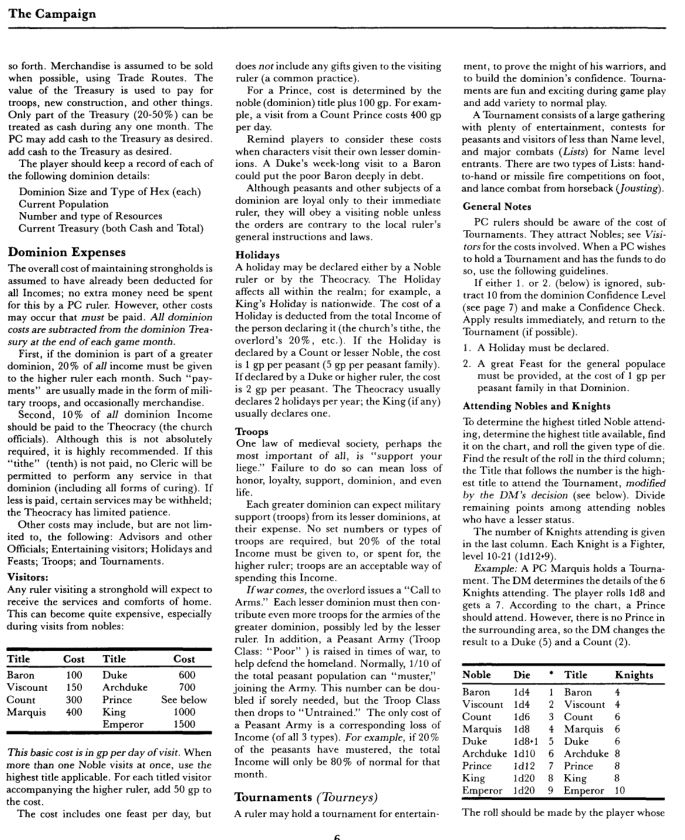 The Campaign
so forth. Merchandise is assumed to be sold
when possible, using Trade Routes. The
value of the Treasury is used to pay for
troops, new construction, and other things.
Only part of the Treasury (20-50%) can be
treated as cash during any one month. The
PC may add cash to the Treasury as desired.
add cash to the Treasury as desired.
The player should keep a record of each of
the following dominion details:
Dominion Size and Type of Hex (each)
Current Population
Number and type of Resources
Current Treasury (both Cash and Total)
Dominion Expenses
The overall cost of maintaining strongholds is
assumed to have already been deducted for
all Incomes; no extra money need be spent
for this by a PC ruler. However, other costs
may occur that must be paid. All dominion
costs are subtracted from the dominion Trea-
sury at the end of each game month.
First, if the dominion is part of a greater
dominion, 20% of all income must be given
to the higher ruler each month. Such "pay-
ments" are usually made in the form of mili-
tary troops, and occasionally merchandise.
Second, 10% of all dominion Income
should be paid to the Theocracy (the church
officials). Although this is not absolutely
required, it is highly recommended. If this
"tithe" (tenth) is not paid, no Cleric will be
permitted to perform any service in that
dominion (including all forms of curing). If
less is paid, certain services may be withheld;
the Theocracy has limited patience.
Other costs may include, but are not lim-
ited to, the following: Advisors and other
Officials; Entertaining visitors; Holidays and
Feasts; Troops; and Tournaments.
Visitors:
Any ruler visiting a stronghold will expect to
receive the services and comforts of home.
This can become quite expensive, especially
during visits from nobles:
Title Cost Title Cost
Baron 100 Duke 600
Viscount 150 Archduke 700
Count 300 Prince See below
Marquis 400 King 1000
Emperor 1500
This basic cost is in gp per day of visit. When
more than one Noble visits at once, use the
highest title applicable. For each titled visitor
accompanying the higher ruler, add 50 gp to
the cost.
The cost includes one feast per day, but
does not include any gifts given to the visiting
ruler (a common practice).
For a Prince, cost is determined by the
noble (dominion) title plus 100 gp. For exam-
ple, a visit from a Count Prince costs 400 gp
per day.
Remind players to consider these costs
when characters visit their own lesser domin-
ions. A Duke's week-long visit to a Baron
could put the poor Baron deeply in debt.
Although peasants and other subjects of a
dominion are loyal only to their immediate
ruler, they will obey a visiting noble unless
the orders are contrary to the local ruler's
general instructions and laws.
Holidays
A holiday may be declared either by a Noble
ruler or by the Theocracy. The Holiday
affects all within the realm; for example, a
King's Holiday is nationwide. The cost of a
Holiday is deducted from the total Income of
the person declaring it (the church's tithe, the
overlord's 20%, etc.). If the Holiday is
declared by a Count or lesser Noble, the cost
is 1 gp per peasant (5 gp per peasant family).
If declared by a Duke or higher ruler, the cost
is 2 gp per peasant. The Theocracy usually
declares 2 holidays per year; the King (if any)
usually declares one.
Troops
One law of medieval society, perhaps the
most important of all, is "support your
liege." Failure to do so can mean loss of
honor, loyalty, support, dominion, and even
life.
Each greater dominion can expect military
support (troops) from its lesser dominions, at
their expense. No set numbers or types of
troops are required, but 20% of the total
Income must be given to, or spent for, the
higher ruler; troops are an acceptable way of
spending this Income.
If war comes, the overlord issues a "Call to
Arms." Each lesser dominion must then con-
tribute even more troops for the armies of the
greater dominion, possibly led by the lesser
ruler. In addition, a Peasant Army (Troop
Class: "Poor" ) is raised in times of war, to
help defend the homeland. Normally, 1/10 of
the total peasant population can "muster,"
joining the Army. This number can be dou-
bled if sorely needed, but the Troop Class
then drops to "Untrained." The only cost of
a Peasant Army is a corresponding loss of
Income (of all 3 types). For example, if 20%
of the peasants have mustered, the total
Income will only be 80% of normal for that
month.
Tournaments (Tourneys)
A ruler may hold a tournament for entertain-
ment, to prove the might of his warriors, and
to build the dominion's confidence. Tourna-
ments are fun and exciting during game play
and add variety to normal play.
A Tournament consists of a large gathering
with plenty of entertainment, contests for
peasants and visitors of less than Name level,
and major combats (Lists) for Name level
entrants. There are two types of Lists: hand-
to-hand or missile fire competitions on foot,
and lance combat from horseback (Jousting).
General Notes
PC rulers should be aware of the cost of
Tournaments. They attract Nobles; see Visi-
tors for the costs involved. When a PC wishes
to hold a Tournament and has the funds to do
so, use the following guidelines.
If either 1. or 2. (below) is ignored, sub-
tract 10 from the dominion Confidence Level
(see page 7) and make a Confidence Check.
Apply results immediately, and return to the
Tournament (if possible).
1. A Holiday must be declared.
2. A great Feast for the general populace
must be provided, at the cost of 1 gp per
peasant family in that Dominion.
Attending Nobles and Knights
To determine the highest titled Noble attend-
ing, determine the highest title available, find
it on the chart, and roll the given type of die.
Find the result of the roll in the third column;
the Title that follows the number is the high-
est title to attend the Tournament, modified
by the DM's decision (see below). Divide
remaining points among attending nobles
who have a lesser status.
The number of Knights attending is given
in the last column. Each Knight is a Fighter,
level 10-21 (1d12+9).
Example: A PC Marquis holds a Tourna-
ment. The DM determines the details of the 6
Knights attending. The player rolls 1d8 and
gets a 7. According to the chart, a Prince
should attend. However, there is no Prince in
the surrounding area, so the DM changes the
result to a Duke (5) and a Count (2).
Noble Die * Title Knights
Baron 1d4 1 Baron 4
Viscount 1d4 2 Viscount 4
Count 1d6 3 Count 6
Marquis 1d8 4 Marquis 6
Duke 1d8+1 5 Duke 6
Archduke 1d10 6 Archduke 8
Prince 1d12 7 Prince 8
King 1d20 8 King 8
Emperor 1d20 9 Emperor 10
The roll should be made by the player whose
6